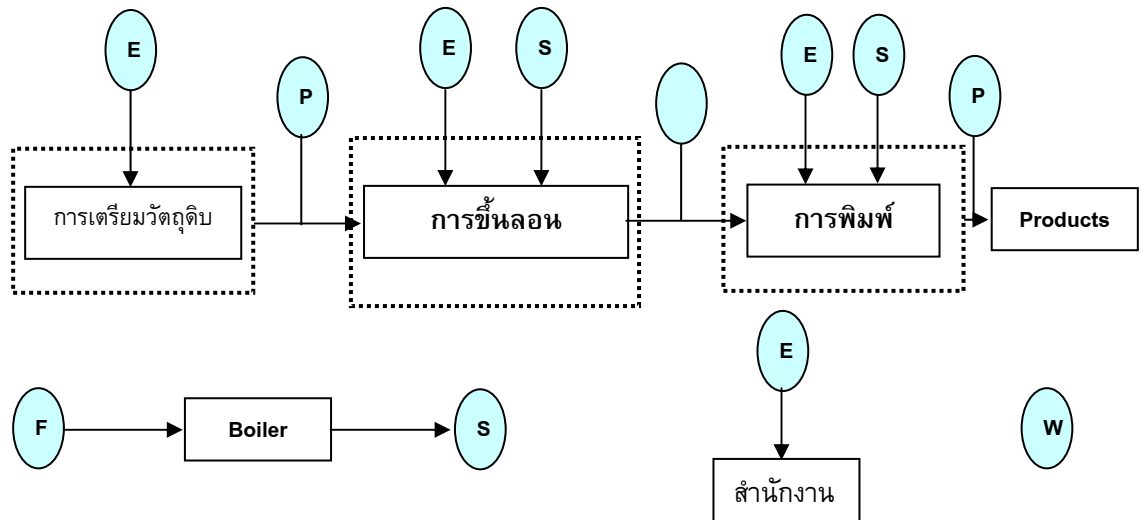 E
P
E
S
E
S
P
การเตรียมวัตถุดิบ
การขึ้นลอน
การพิมพ์
Products
E
F
Boiler
S
W
สำนักงาน